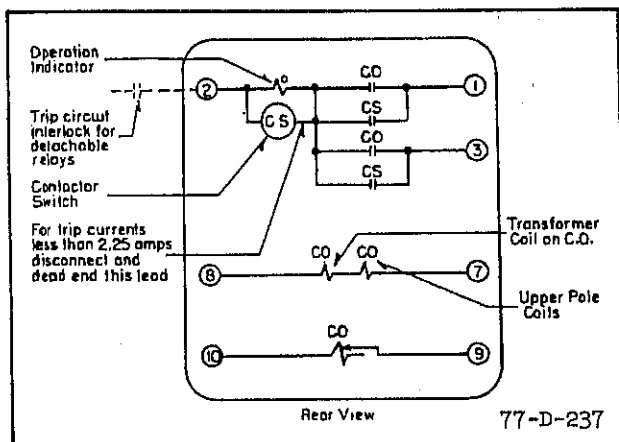 Operation
Indicator
CO
2
1
CS
CS
Trip circuit
interlock for
detachable
relays
CO
3
CS
Contactor
Switch
For trip currents
less than 2.25 amps
disconnect and
dead end this lead
Transformer
Coil on C.O.
CO
CO
8
7
Upper Pole
Coils
CO
10
9
Rear View
77-D-237